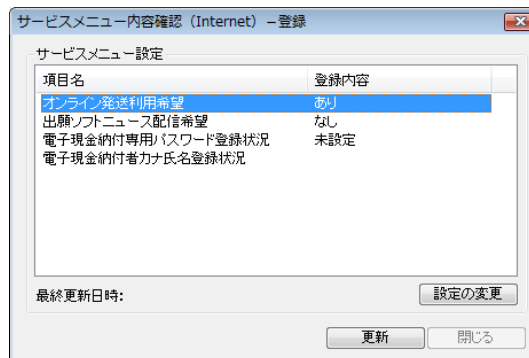 サービスメニュー内容確認（Internet）－登録
サービスメニュー設定
項目名 登録内容
オンライン発送利用希望 あり
出願ソフトニュース配信希望 なし
電子現金納付専用パスワード登録状況 未設定
電子現金納付者カナ氏名登録状況
最終更新日時: 設定の変更
更新 閉じる